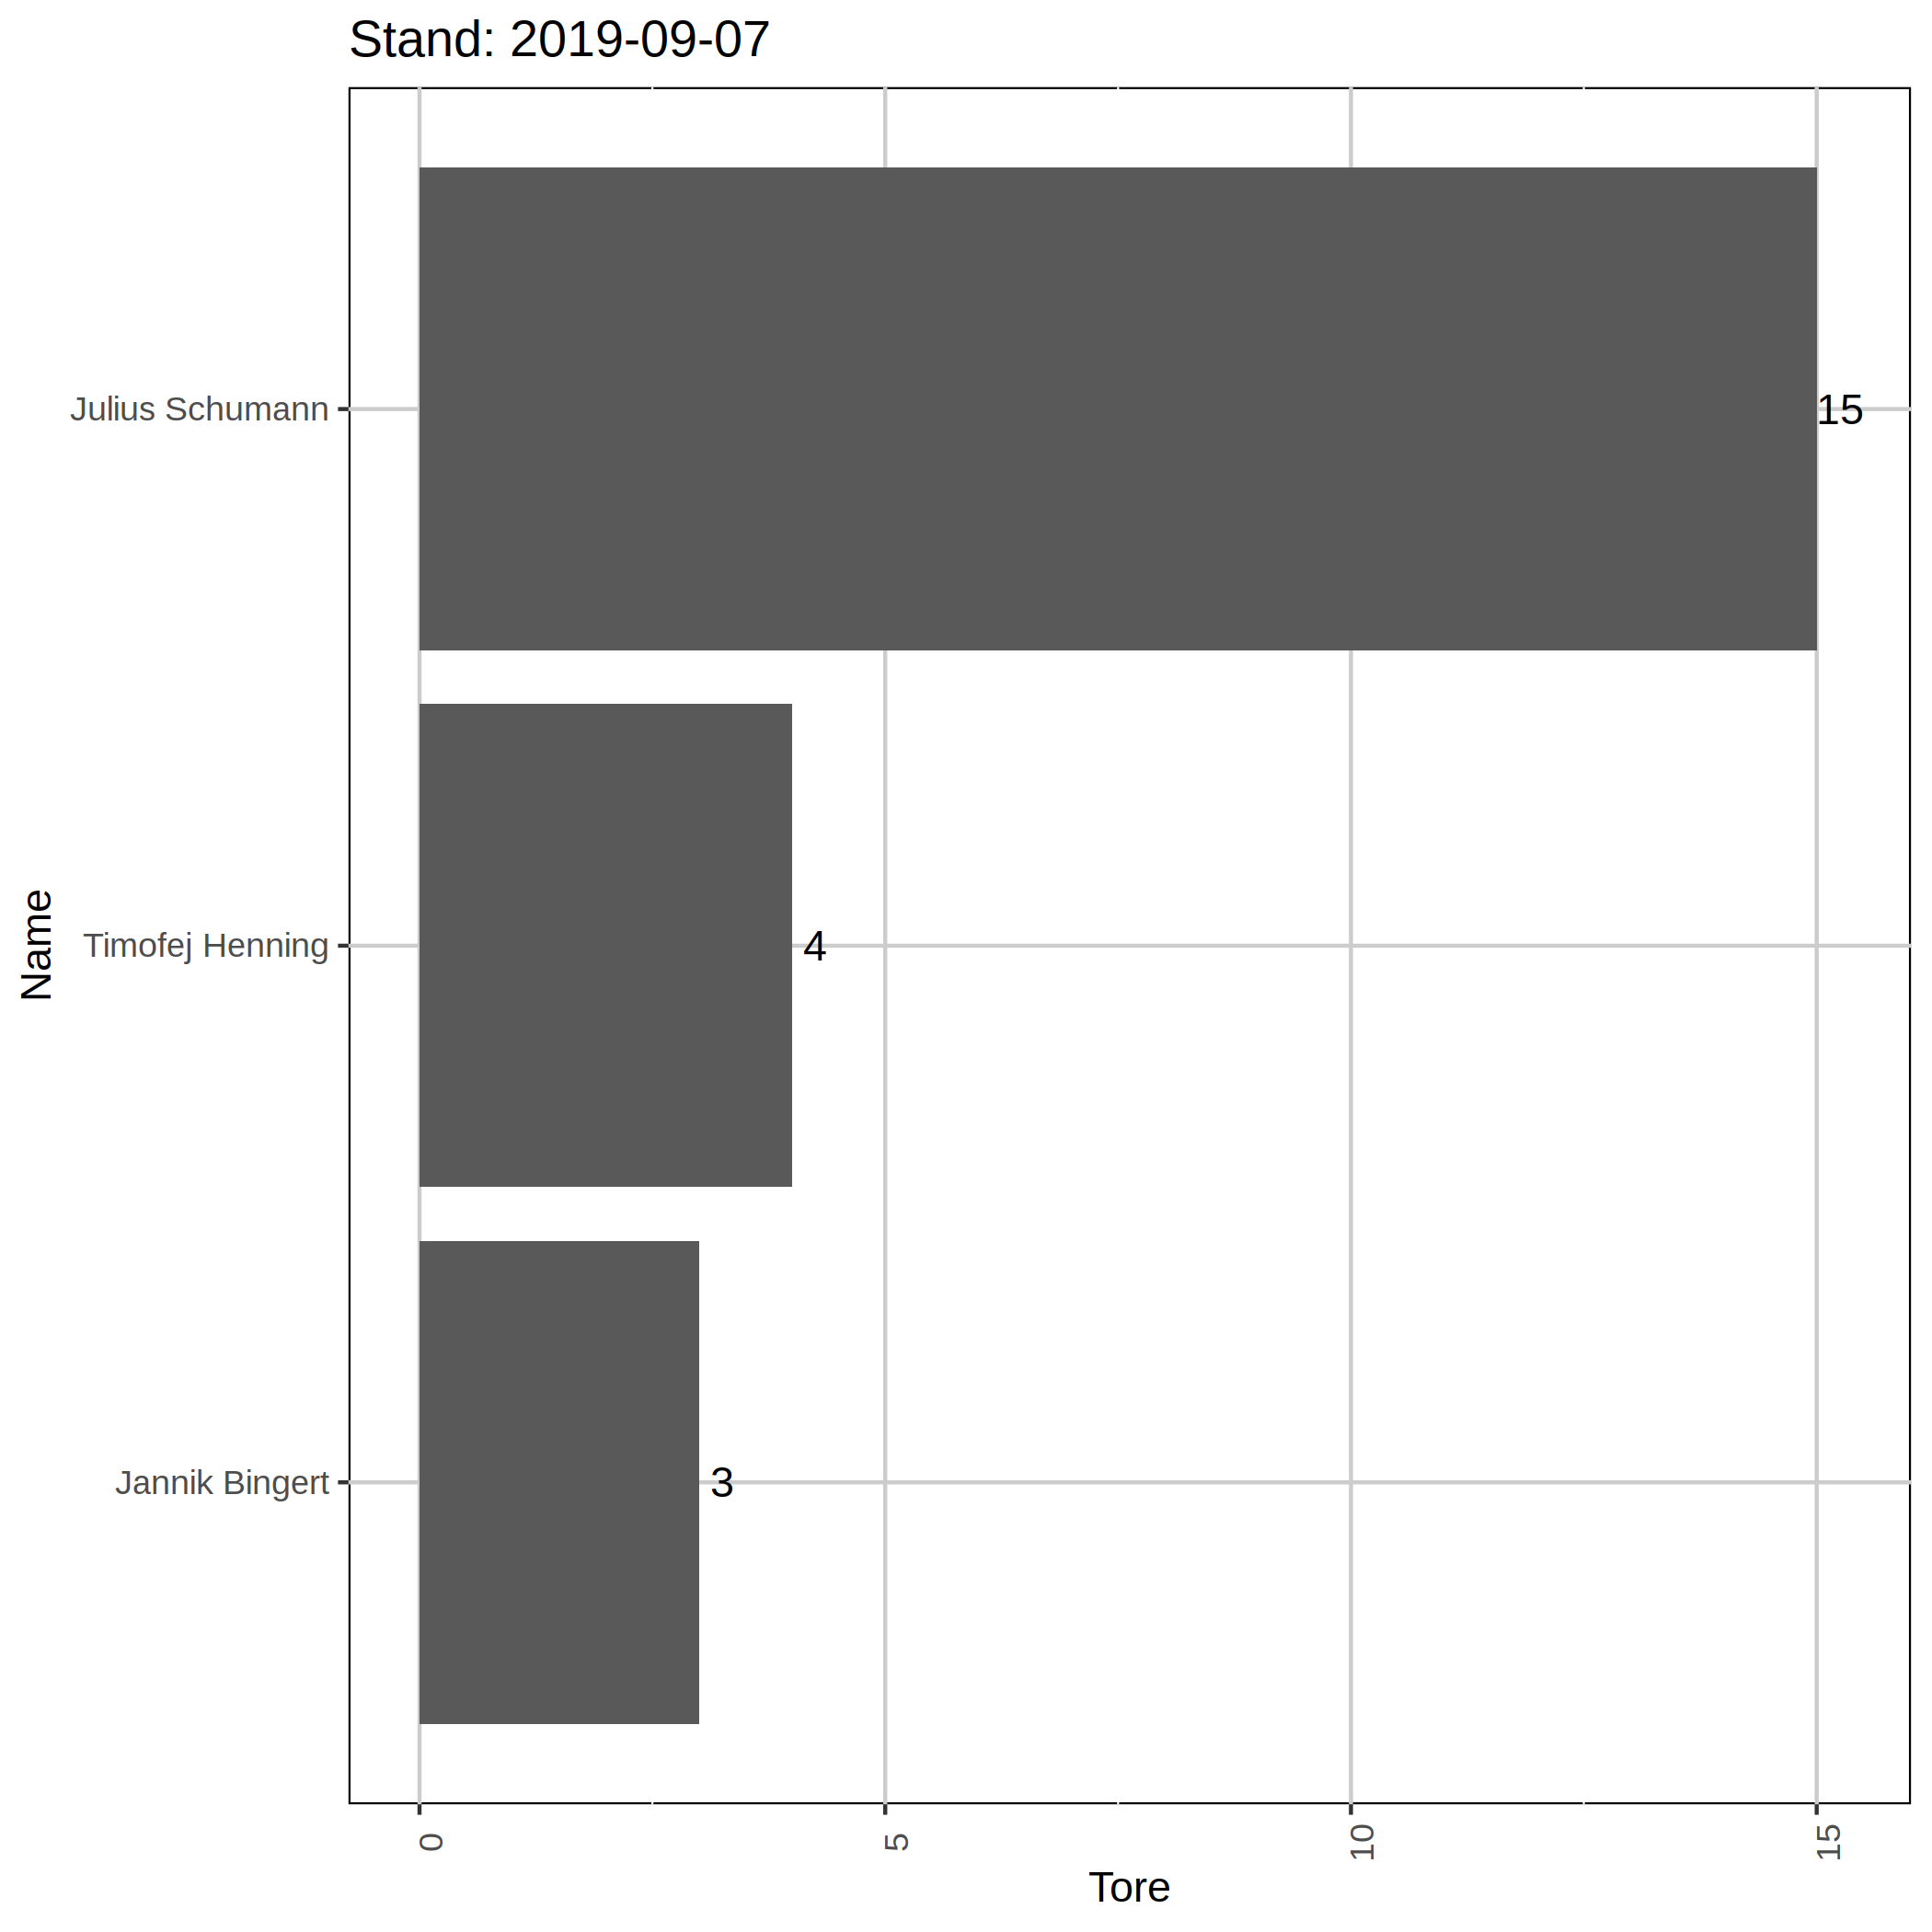 Stand: 2019-09-07
Name
Julius Schumann
15
Timofej Henning
4
Jannik Bingert
3
0 5 10 15
Tore